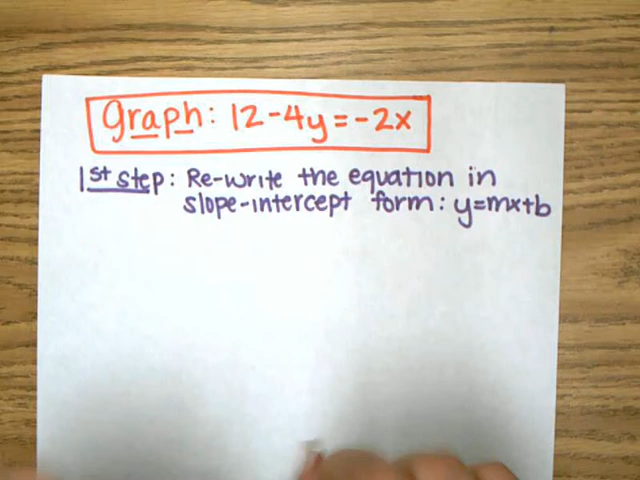 graph: 12-4y=-2x
1st step: Re-write the equation in
slope-intercept form: y=mx+b